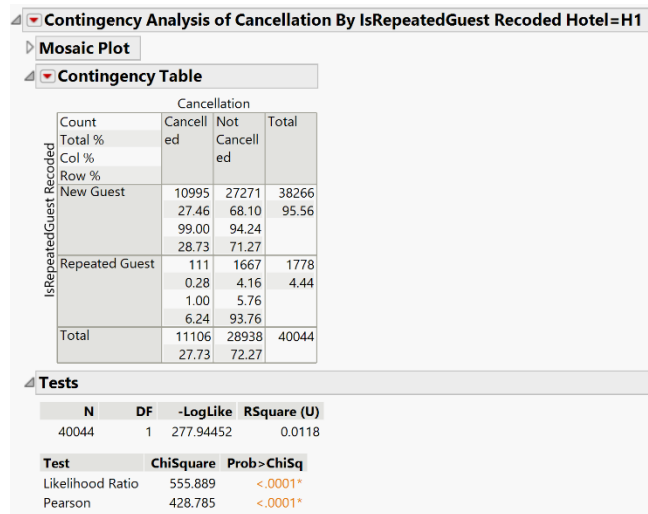 Contingency Analysis of Cancellation By IsRepeatedGuest Recoded Hotel=H1
Mosaic Plot
Contingency Table
Cancellation
IsRepeatedGuest Recoded
Count Cancell Not Total
Total % ed Cancell
Col % ed
Row %
New Guest 10995 27271 38266
27.46 68.10 95.56
99.00 94.24
28.73 71.27
Repeated Guest 111 1667 1778
0.28 4.16 4.44
1.00 5.76
6.24 93.76
Total 11106 28938 40044
27.73 72.27
Tests
N DF -LogLike RSquare (U)
40044 1 277.94452 0.0118
Test ChiSquare Prob>ChiSq
Likelihood Ratio 555.889 <.0001*
Pearson 428.785 <.0001*